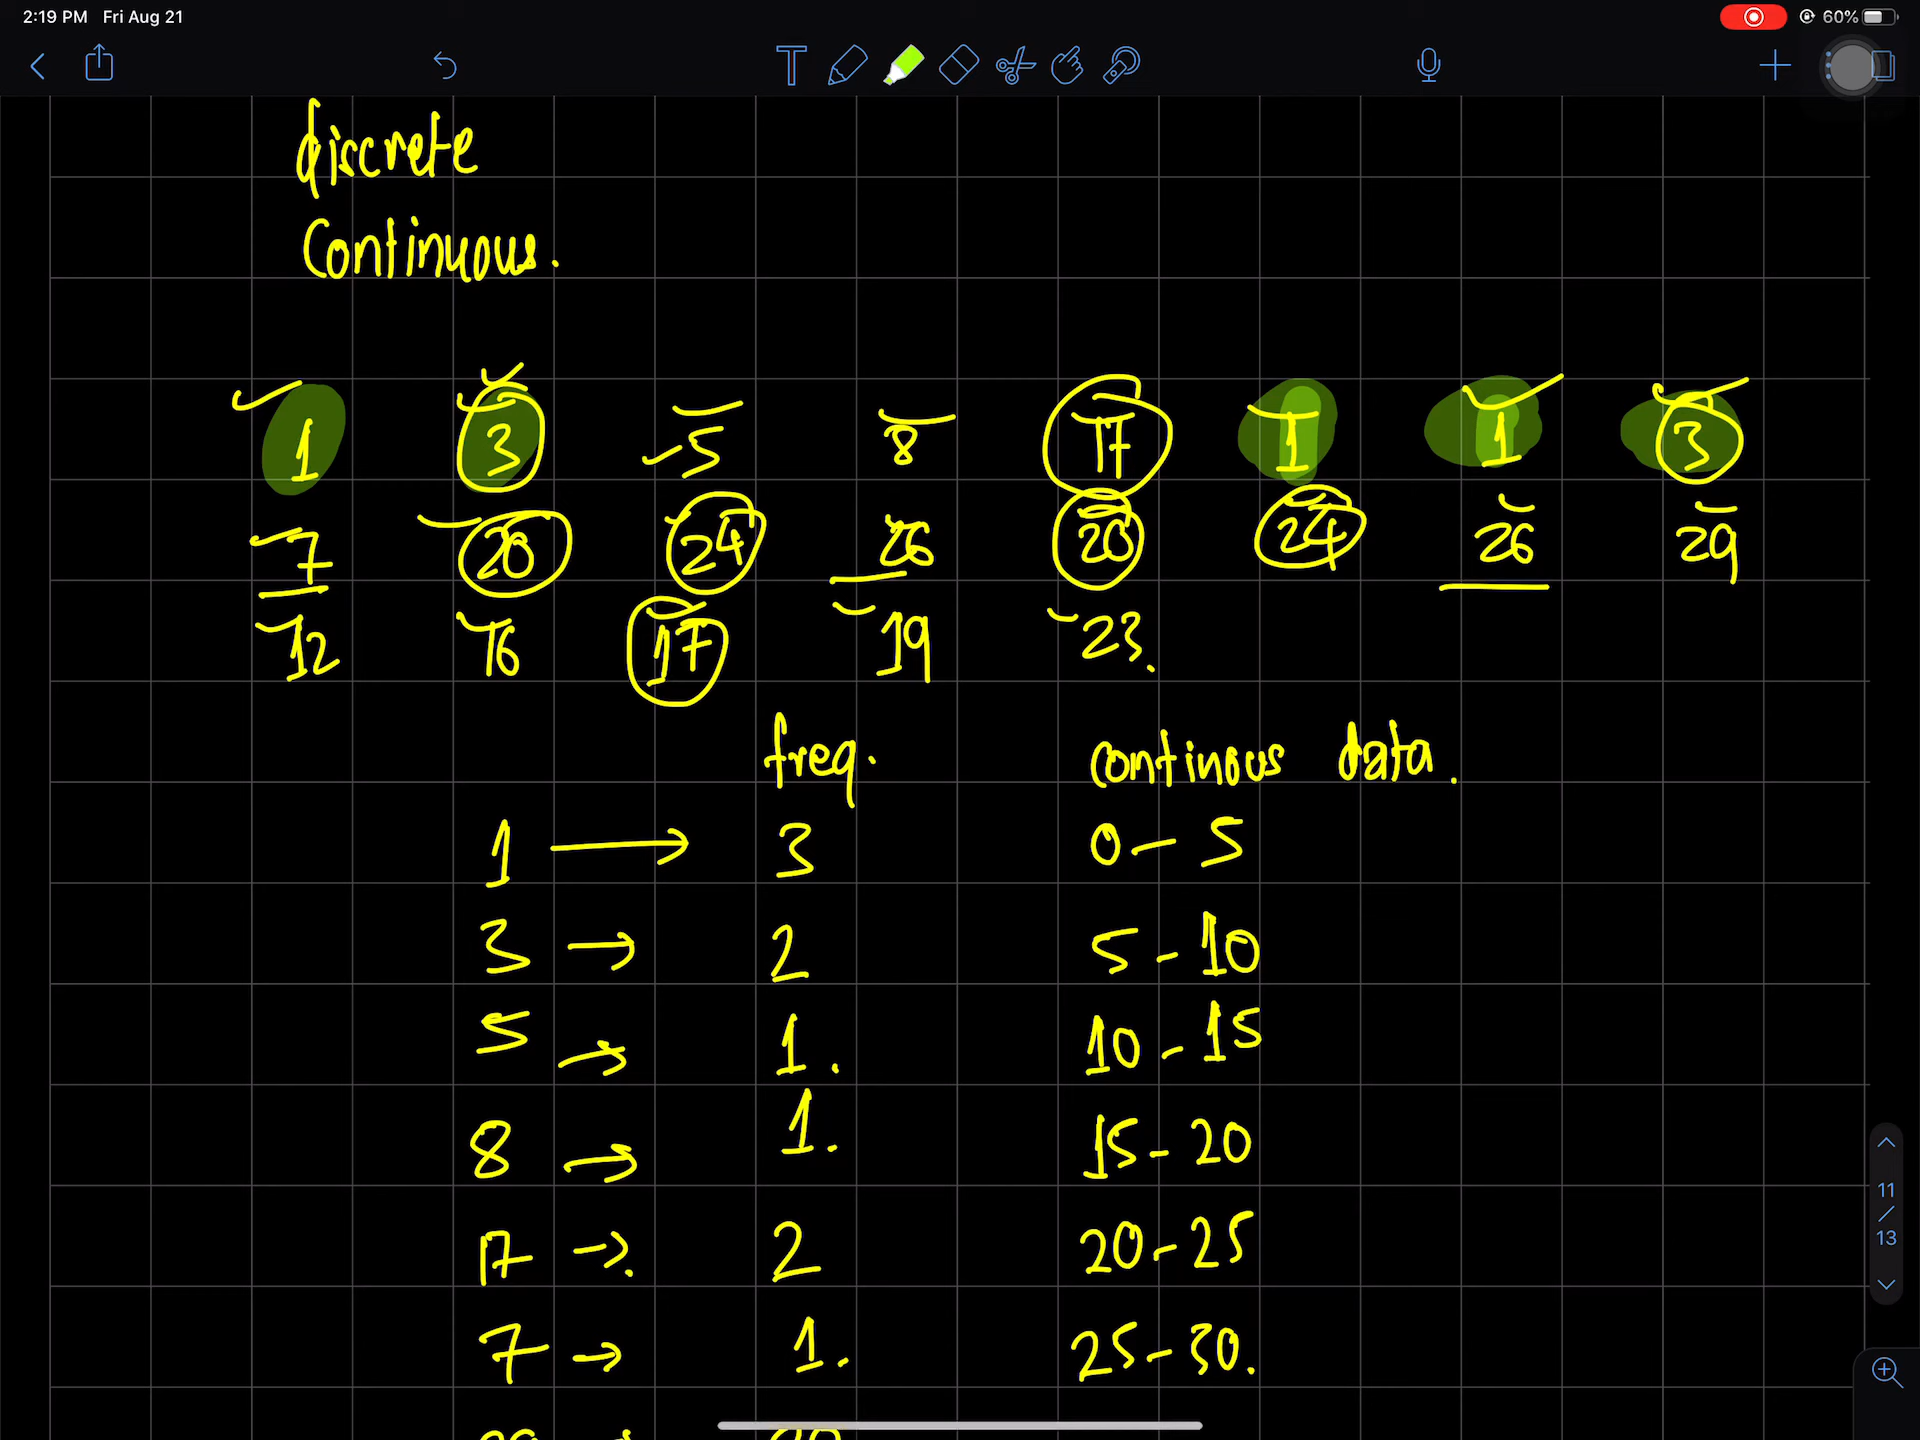 2:19 PM Fri Aug 21 60%
discrete
Continuous.
1 3 5 8 17 1 1 3
7 20 24 26 20 24 26 29
12 16 17 19 23.
freq. continous data.
1 → 3 0 - 5
3 → 2 5 - 10
5 → 1. 10 - 15
8 → 1. 15 - 20
17 → 2 20 - 25
7 → 1. 25 - 30.
11
/
13